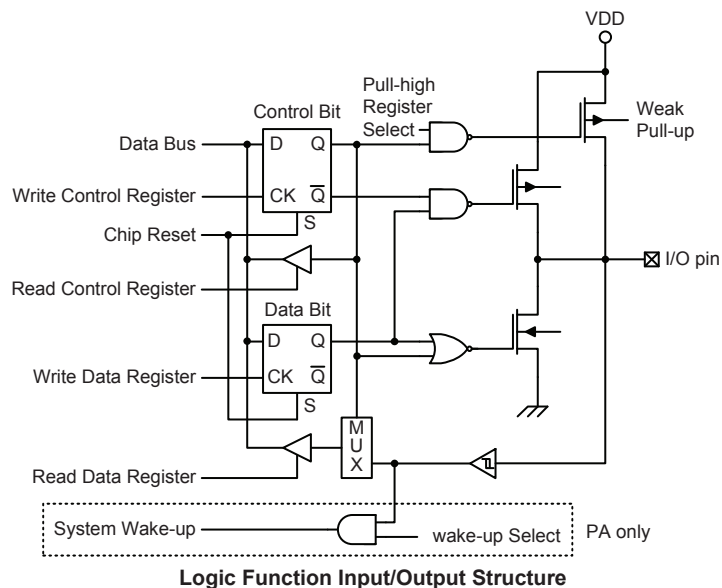 VDD
Pull-high
Register
Select
Weak
Pull-up
Control Bit
Data Bus
D
Q
Write Control Register
CK
Q
S
Chip Reset
I/O pin
Read Control Register
Data Bit
D
Q
Write Data Register
CK
Q
S
M
U
X
Read Data Register
System Wake-up
wake-up Select
PA only
Logic Function Input/Output Structure